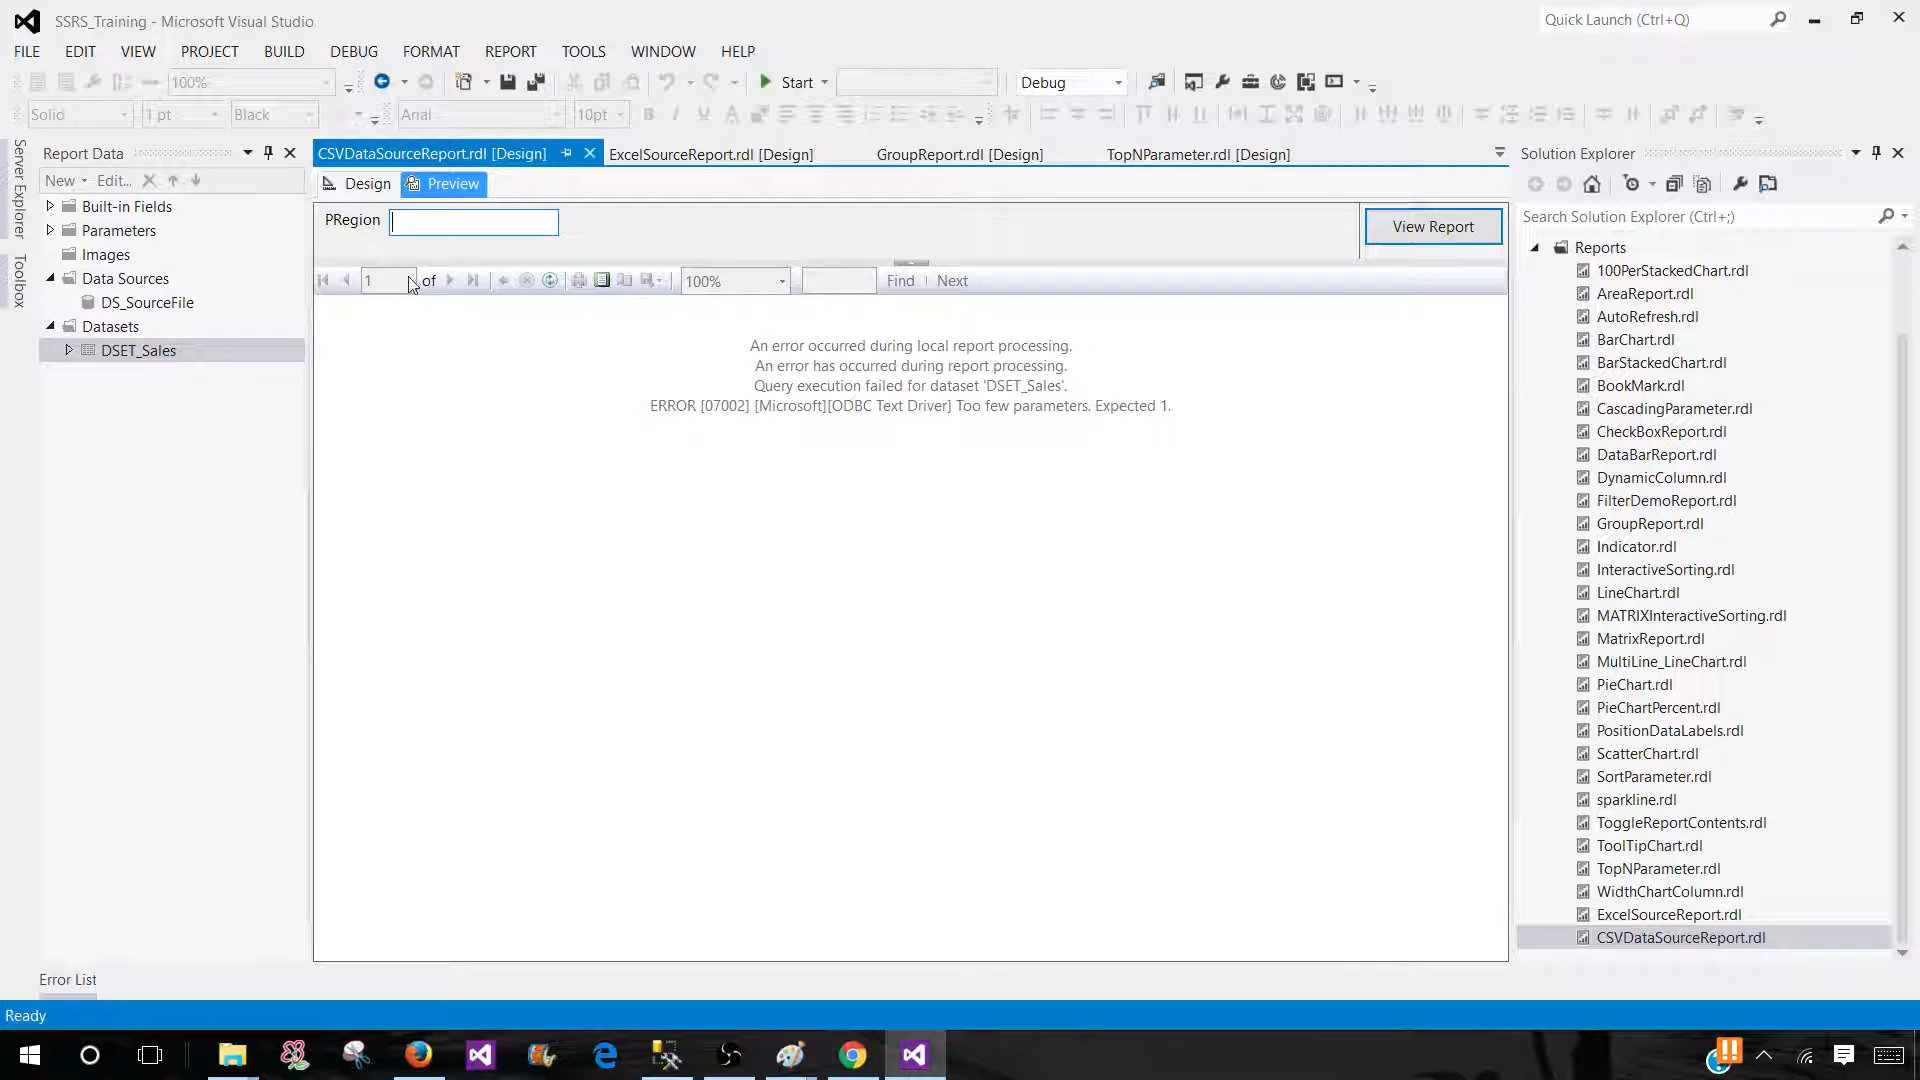 SSRS_Training - Microsoft Visual Studio
Quick Launch (Ctrl+Q)
FILE EDIT VIEW PROJECT BUILD DEBUG FORMAT REPORT TOOLS WINDOW HELP
100% Start Debug
Solid 1 pt Black Arial 10pt B I U A
Server Explorer
Toolbox
Report Data
New Edit...
Built-in Fields
Parameters
Images
Data Sources
DS_SourceFile
Datasets
DSET_Sales
CSVDataSourceReport.rdl [Design] ExcelSourceReport.rdl [Design] GroupReport.rdl [Design] TopNParameter.rdl [Design]
Design Preview
PRegion
View Report
1 of 100% Find Next
An error occurred during local report processing.
An error has occurred during report processing.
Query execution failed for dataset 'DSET_Sales'.
ERROR [07002] [Microsoft][ODBC Text Driver] Too few parameters. Expected 1.
Solution Explorer
Search Solution Explorer (Ctrl+;)
Reports
100PerStackedChart.rdl
AreaReport.rdl
AutoRefresh.rdl
BarChart.rdl
BarStackedChart.rdl
BookMark.rdl
CascadingParameter.rdl
CheckBoxReport.rdl
DataBarReport.rdl
DynamicColumn.rdl
FilterDemoReport.rdl
GroupReport.rdl
Indicator.rdl
InteractiveSorting.rdl
LineChart.rdl
MATRIXInteractiveSorting.rdl
MatrixReport.rdl
MultiLine_LineChart.rdl
PieChart.rdl
PieChartPercent.rdl
PositionDataLabels.rdl
ScatterChart.rdl
SortParameter.rdl
sparkline.rdl
ToggleReportContents.rdl
ToolTipChart.rdl
TopNParameter.rdl
WidthChartColumn.rdl
ExcelSourceReport.rdl
CSVDataSourceReport.rdl
Error List
Ready